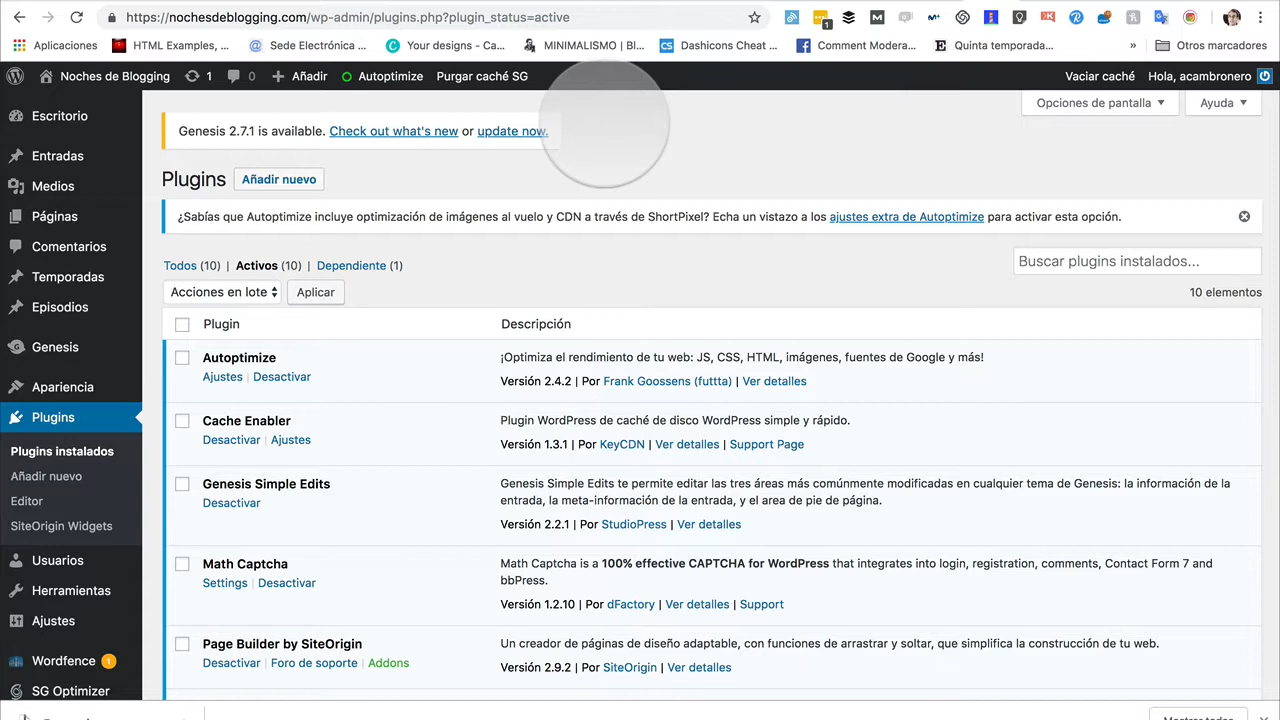 https://nochesdeblogging.com/wp-admin/plugins.php?plugin_status=active
1
Aplicaciones HTML Examples, ... Sede Electrónica ... Your designs - Ca... MINIMALISMO | Bl... Dashicons Cheat ... Comment Modera... Quinta temporada... » Otros marcadores
Noches de Blogging 1 0 Añadir Autoptimize Purgar caché SG Vaciar Caché Hola, acambronero
Opciones de pantalla Ayuda
Escritorio
Entradas
Medios
Páginas
Comentarios
Temporadas
Episodios
Genesis
Apariencia
Plugins
Plugins instalados
Añadir nuevo
Editor
SiteOrigin Widgets
Usuarios
Herramientas
Ajustes
Wordfence 1
SG Optimizer
Genesis 2.7.1 is available. Check out what's new or update now.
Plugins Añadir nuevo
¿Sabías que Autoptimize incluye optimización de imágenes al vuelo y CDN a través de ShortPixel? Echa un vistazo a los ajustes extra de Autoptimize para activar esta opción.
Todos (10) | Activos (10) | Dependiente (1)
Buscar plugins instalados...
Acciones en lote Aplicar
10 elementos
Plugin Descripción
Autoptimize
Ajustes | Desactivar
¡Optimiza el rendimiento de tu web: JS, CSS, HTML, imágenes, fuentes de Google y más!
Versión 2.4.2 | Por Frank Goossens (futtta) | Ver detalles
Cache Enabler
Desactivar | Ajustes
Plugin WordPress de caché de disco WordPress simple y rápido.
Versión 1.3.1 | Por KeyCDN | Ver detalles | Support Page
Genesis Simple Edits
Desactivar
Genesis Simple Edits te permite editar las tres áreas más comúnmente modificadas en cualquier tema de Genesis: la información de la
entrada, la meta-información de la entrada, y el area de pie de página.
Versión 2.2.1 | Por StudioPress | Ver detalles
Math Captcha
Settings | Desactivar
Math Captcha is a 100% effective CAPTCHA for WordPress that integrates into login, registration, comments, Contact Form 7 and
bbPress.
Versión 1.2.10 | Por dFactory | Ver detalles | Support
Page Builder by SiteOrigin
Desactivar | Foro de soporte | Addons
Un creador de páginas de diseño adaptable, con funciones de arrastrar y soltar, que simplifica la construcción de tu web.
Versión 2.9.2 | Por SiteOrigin | Ver detalles
Mostrar todos